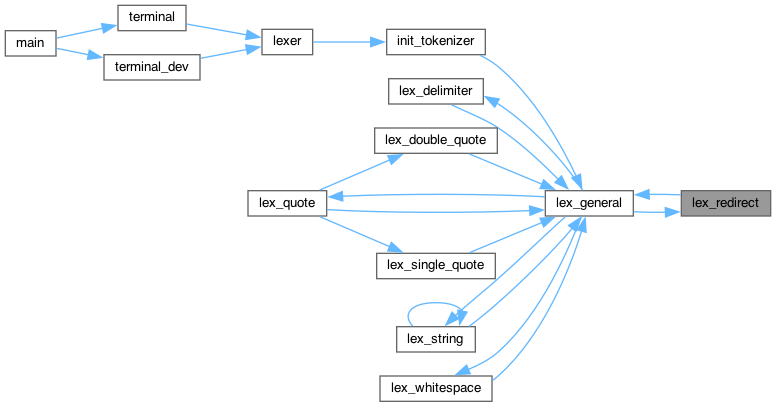 terminal
main
lexer
init_tokenizer
terminal_dev
lex_delimiter
lex_double_quote
lex_quote
lex_general
lex_redirect
lex_single_quote
lex_string
lex_whitespace